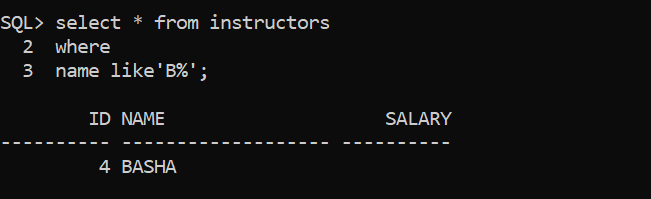 SQL> select * from instructors
  2  where
  3  name like'B%';

        ID NAME                    SALARY
---------- ------------------- ----------
         4 BASHA